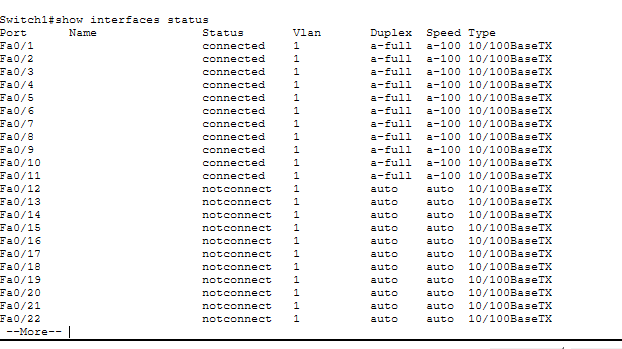 Switch1#show interfaces status
Port Name Status Vlan Duplex Speed Type
Fa0/1 connected 1 a-full a-100 10/100BaseTX
Fa0/2 connected 1 a-full a-100 10/100BaseTX
Fa0/3 connected 1 a-full a-100 10/100BaseTX
Fa0/4 connected 1 a-full a-100 10/100BaseTX
Fa0/5 connected 1 a-full a-100 10/100BaseTX
Fa0/6 connected 1 a-full a-100 10/100BaseTX
Fa0/7 connected 1 a-full a-100 10/100BaseTX
Fa0/8 connected 1 a-full a-100 10/100BaseTX
Fa0/9 connected 1 a-full a-100 10/100BaseTX
Fa0/10 connected 1 a-full a-100 10/100BaseTX
Fa0/11 connected 1 a-full a-100 10/100BaseTX
Fa0/12 notconnect 1 auto auto 10/100BaseTX
Fa0/13 notconnect 1 auto auto 10/100BaseTX
Fa0/14 notconnect 1 auto auto 10/100BaseTX
Fa0/15 notconnect 1 auto auto 10/100BaseTX
Fa0/16 notconnect 1 auto auto 10/100BaseTX
Fa0/17 notconnect 1 auto auto 10/100BaseTX
Fa0/18 notconnect 1 auto auto 10/100BaseTX
Fa0/19 notconnect 1 auto auto 10/100BaseTX
Fa0/20 notconnect 1 auto auto 10/100BaseTX
Fa0/21 notconnect 1 auto auto 10/100BaseTX
Fa0/22 notconnect 1 auto auto 10/100BaseTX
--More--